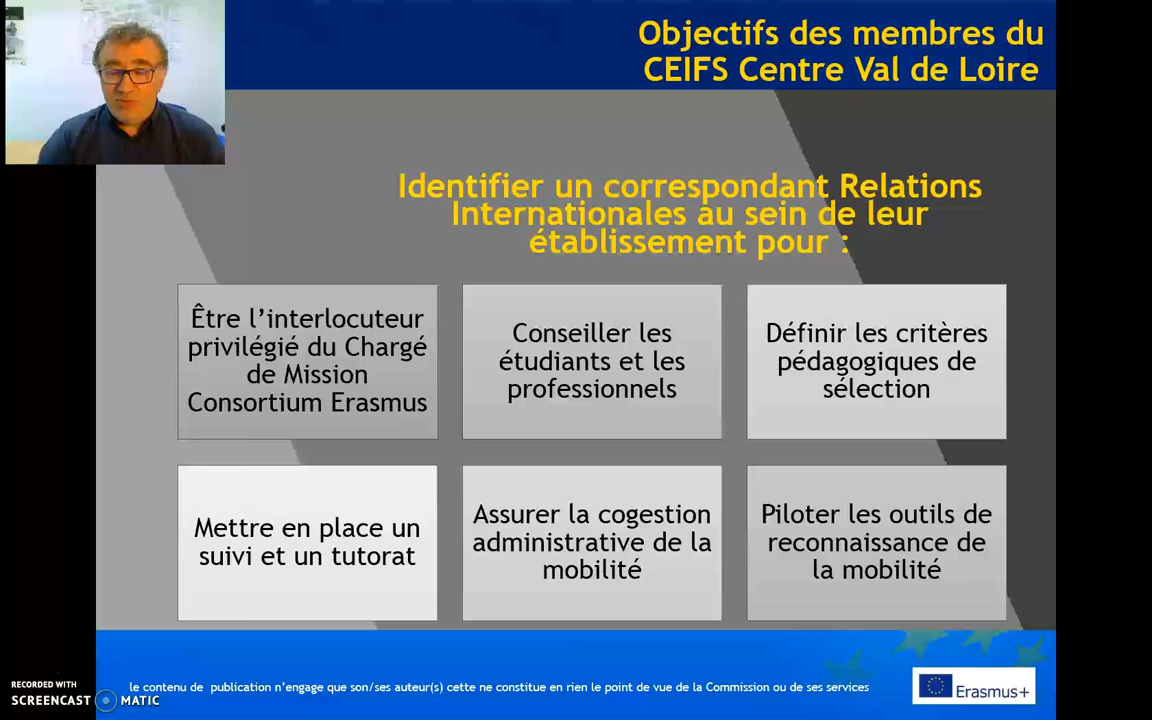 Objectifs des membres du
CEIFS Centre Val de Loire
Identifier un correspondant Relations
Internationales au sein de leur
établissement pour :
Être l’interlocuteur
privilégié du Chargé
de Mission
Consortium Erasmus
Conseiller les
étudiants et les
professionnels
Définir les critères
pédagogiques de
sélection
Mettre en place un
suivi et un tutorat
Assurer la cogestion
administrative de la
mobilité
Piloter les outils de
reconnaissance de
la mobilité
le contenu de publication n’engage que son/ses auteur(s) cette ne constitue en rien le point de vue de la Commission ou de ses services
Erasmus+
RECORDED WITH
SCREENCAST MATIC